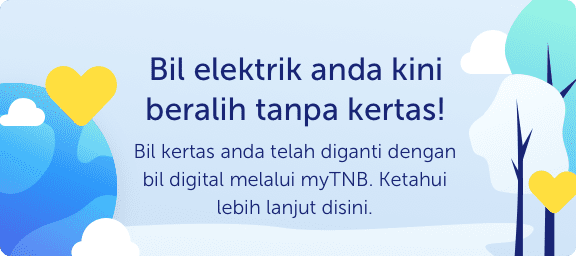 Bil elektrik anda kini
beralih tanpa kertas!
Bil kertas anda telah diganti dengan
bil digital melalui myTNB. Ketahui
lebih lanjut disini.